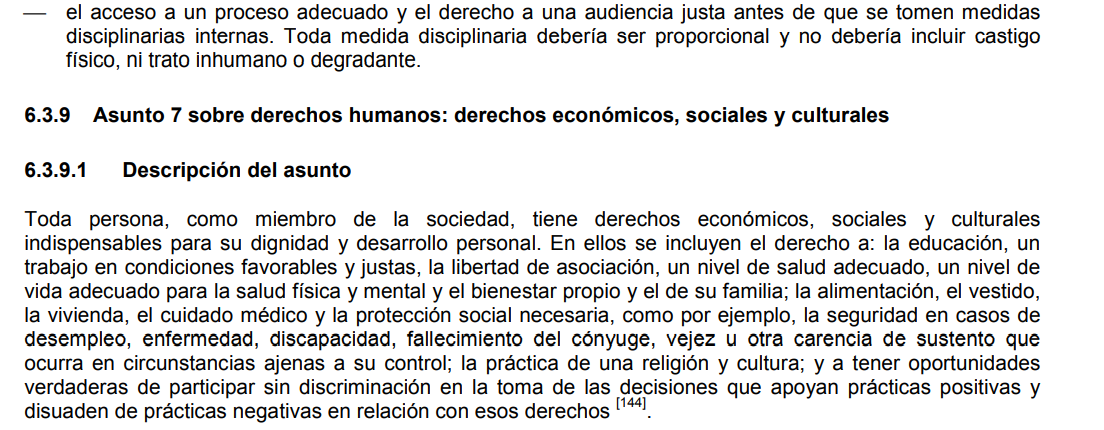 — el acceso a un proceso adecuado y el derecho a una audiencia justa antes de que se tomen medidas
disciplinarias internas. Toda medida disciplinaria debería ser proporcional y no debería incluir castigo
físico, ni trato inhumano o degradante.
6.3.9 Asunto 7 sobre derechos humanos: derechos económicos, sociales y culturales
6.3.9.1 Descripción del asunto
Toda persona, como miembro de la sociedad, tiene derechos económicos, sociales y culturales
indispensables para su dignidad y desarrollo personal. En ellos se incluyen el derecho a: la educación, un
trabajo en condiciones favorables y justas, la libertad de asociación, un nivel de salud adecuado, un nivel de
vida adecuado para la salud física y mental y el bienestar propio y el de su familia; la alimentación, el vestido,
la vivienda, el cuidado médico y la protección social necesaria, como por ejemplo, la seguridad en casos de
desempleo, enfermedad, discapacidad, fallecimiento del cónyuge, vejez u otra carencia de sustento que
ocurra en circunstancias ajenas a su control; la práctica de una religión y cultura; y a tener oportunidades
verdaderas de participar sin discriminación en la toma de las decisiones que apoyan prácticas positivas y
disuaden de prácticas negativas en relación con esos derechos [144].